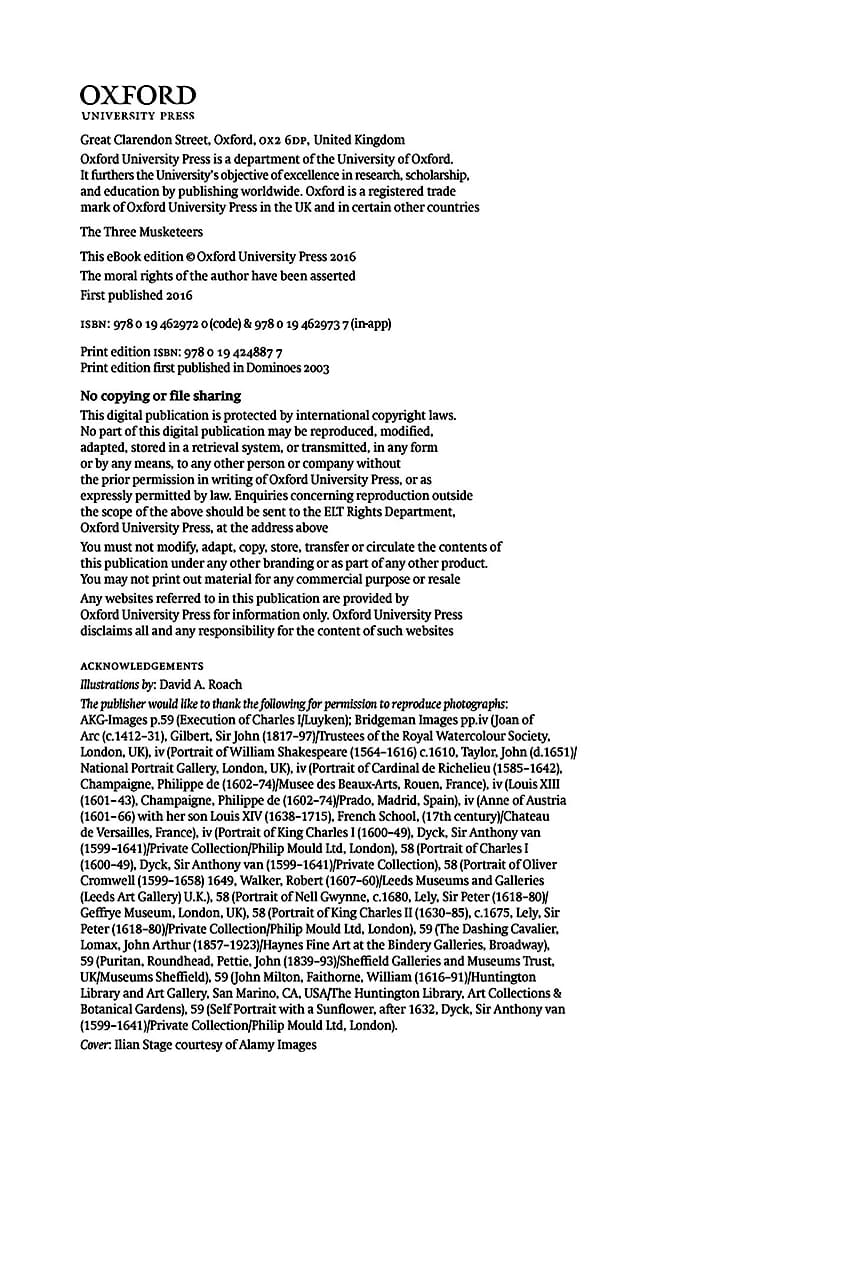 OXFORD
UNIVERSITY PRESS
Great Clarendon Street, Oxford, OX2 6DP, United Kingdom
Oxford University Press is a department of the University of Oxford.
It furthers the University's objective of excellence in research, scholarship,
and education by publishing worldwide. Oxford is a registered trade
mark of Oxford University Press in the UK and in certain other countries
The Three Musketeers
This eBook edition © Oxford University Press 2016
The moral rights of the author have been asserted
First published 2016
ISBN: 978 0 19 462972 0 (code) & 978 0 19 462973 7 (in-app)
Print edition ISBN: 978 0 19 424887 7
Print edition first published in Dominoes 2003
No copying or file sharing
This digital publication is protected by international copyright laws.
No part of this digital publication may be reproduced, modified,
adapted, stored in a retrieval system, or transmitted, in any form
or by any means, to any other person or company without
the prior permission in writing of Oxford University Press, or as
expressly permitted by law. Enquiries concerning reproduction outside
the scope of the above should be sent to the ELT Rights Department,
Oxford University Press, at the address above
You must not modify, adapt, copy, store, transfer or circulate the contents of
this publication under any other branding or as part of any other product.
You may not print out material for any commercial purpose or resale
Any websites referred to in this publication are provided by
Oxford University Press for information only. Oxford University Press
disclaims all and any responsibility for the content of such websites
ACKNOWLEDGEMENTS
Illustrations by: David A. Roach
The publisher would like to thank the following for permission to reproduce photographs:
AKG-Images p.59 (Execution of Charles I/Luyken); Bridgeman Images pp.iv (Joan of
Arc (c.1412–31), Gilbert, Sir John (1817–97)/Trustees of the Royal Watercolour Society,
London, UK), iv (Portrait of William Shakespeare (1564–1616) c.1610, Taylor, John (d.1651)/
National Portrait Gallery, London, UK), iv (Portrait of Cardinal de Richelieu (1585–1642),
Champaigne, Philippe de (1602–74)/Musee des Beaux-Arts, Rouen, France), iv (Louis XIII
(1601–43), Champaigne, Philippe de (1602–74)/Prado, Madrid, Spain), iv (Anne of Austria
(1601–66) with her son Louis XIV (1638–1715), French School, (17th century)/Chateau
de Versailles, France), iv (Portrait of King Charles I (1600–49), Dyck, Sir Anthony van
(1599–1641)/Private Collection/Philip Mould Ltd, London), 58 (Portrait of Charles I
(1600–49), Dyck, Sir Anthony van (1599–1641)/Private Collection), 58 (Portrait of Oliver
Cromwell (1599–1658) 1649, Walker, Robert (1607–60)/Leeds Museums and Galleries
(Leeds Art Gallery) U.K.), 58 (Portrait of Nell Gwynne, c.1680, Lely, Sir Peter (1618–80)/
Geffrye Museum, London, UK), 58 (Portrait of King Charles II (1630–85), c.1675, Lely, Sir
Peter (1618–80)/Private Collection/Philip Mould Ltd, London), 59 (The Dashing Cavalier,
Lomax, John Arthur (1857–1923)/Haynes Fine Art at the Bindery Galleries, Broadway),
59 (Puritan, Roundhead, Pettie, John (1839–93)/Sheffield Galleries and Museums Trust,
UK/Museums Sheffield), 59 (John Milton, Faithorne, William (1616–91)/Huntington
Library and Art Gallery, San Marino, CA, USA/The Huntington Library, Art Collections &
Botanical Gardens), 59 (Self Portrait with a Sunflower, after 1632, Dyck, Sir Anthony van
(1599–1641)/Private Collection/Philip Mould Ltd, London).
Cover: Ilian Stage courtesy of Alamy Images